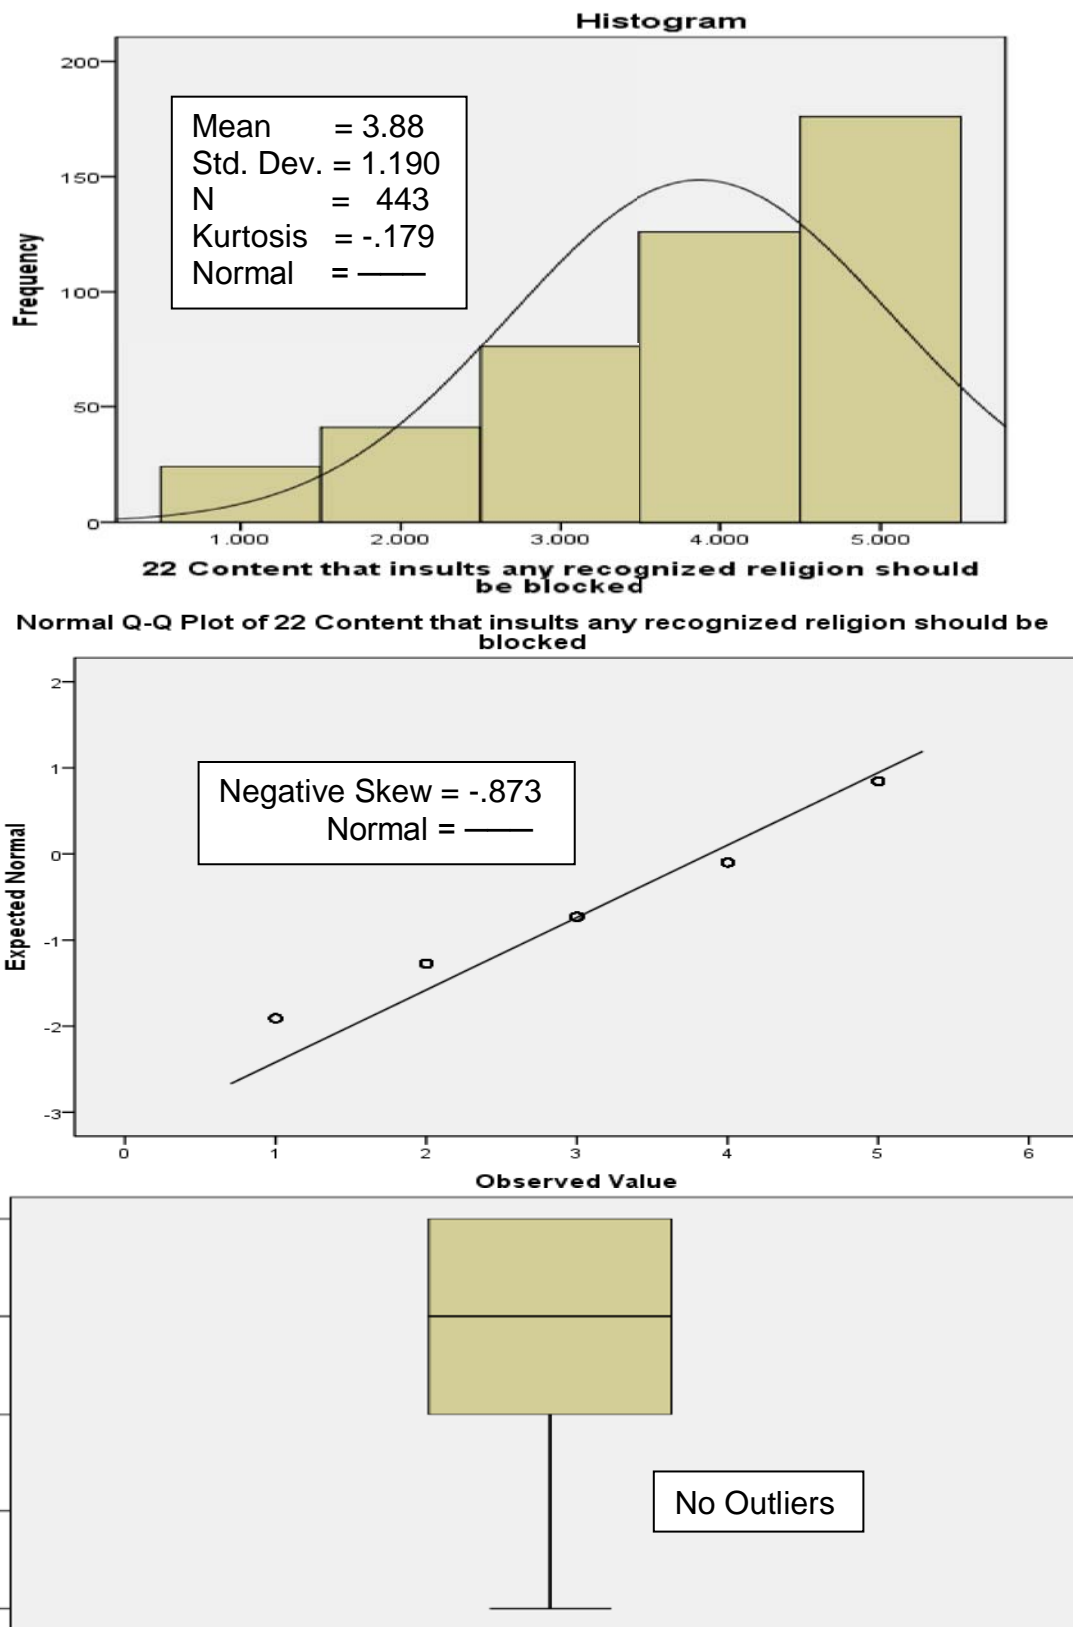 Histogram
200
150
100
50
0
Frequency
Mean = 3.88
Std. Dev. = 1.190
N = 443
Kurtosis = -.179
Normal = ——
1.000 2.000 3.000 4.000 5.000
22 Content that insults any recognized religion should
be blocked
Normal Q-Q Plot of 22 Content that insults any recognized religion should be
blocked
2
1
0
-1
-2
-3
Expected Normal
Negative Skew = -.873
Normal = ——
0 1 2 3 4 5 6
Observed Value
No Outliers